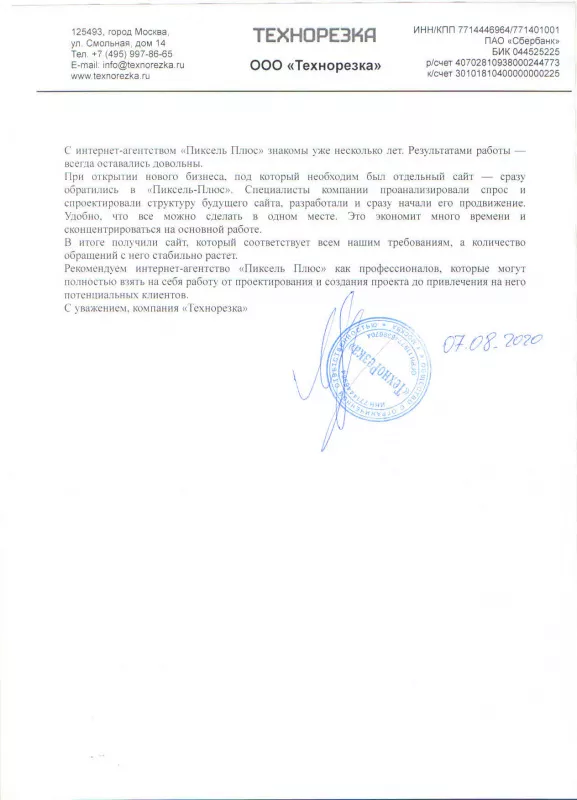 125493, город Москва,
ул. Смольная, дом 14
Тел. +7 (495) 997-86-65
E-mail: info@texnorezka.ru
www.texnorezka.ru
ТЕХНОРЕЗКА
ООО «Технорезка»
ИНН/КПП 7714446964/771401001
ПАО «Сбербанк»
БИК 044525225
р/счет 40702810938000244773
к/счет 30101810400000000225
С интернет-агентством «Пиксель Плюс» знакомы уже несколько лет. Результатами работы —
всегда оставались довольны.
При открытии нового бизнеса, под который необходим был отдельный сайт — сразу
обратились в «Пиксель-Плюс». Специалисты компании проанализировали спрос и
спроектировали структуру будущего сайта, разработали и сразу начали его продвижение.
Удобно, что все можно сделать в одном месте. Это экономит много времени и
сконцентрироваться на основной работе.
В итоге получили сайт, который соответствует всем нашим требованиям, а количество
обращений с него стабильно растет.
Рекомендуем интернет-агентство «Пиксель Плюс» как профессионалов, которые могут
полностью взять на себя работу от проектирования и создания проекта до привлечения на него
потенциальных клиентов.
С уважением, компания «Технорезка»
07.08.2020
ОБЩЕСТВО С ОГРАНИЧЕННОЙ ОТВЕТСТВЕННОСТЬЮ
МОСКВА
«ТехноРезка»